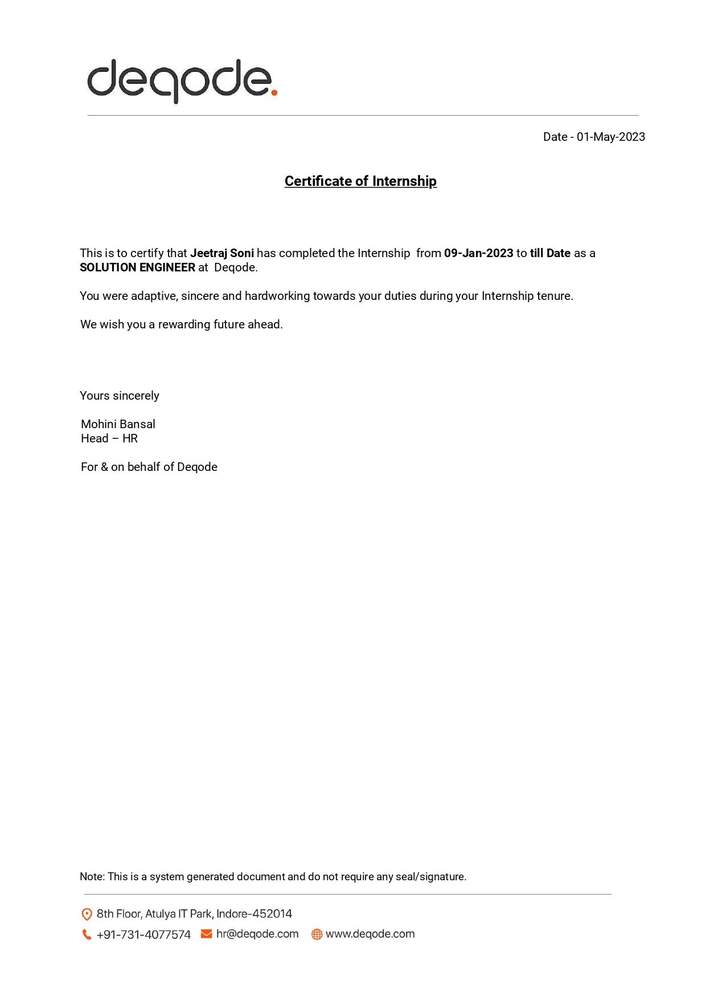 deqode.
Date - 01-May-2023
Certificate of Internship
This is to certify that Jeetraj Soni has completed the Internship  from 09-Jan-2023 to till Date as a
SOLUTION ENGINEER at  Deqode.
You were adaptive, sincere and hardworking towards your duties during your Internship tenure.
We wish you a rewarding future ahead.
Yours sincerely
Mohini Bansal
Head – HR
For & on behalf of Deqode
Note: This is a system generated document and do not require any seal/signature.
8th Floor, Atulya IT Park, Indore-452014
+91-731-4077574 hr@deqode.com www.deqode.com